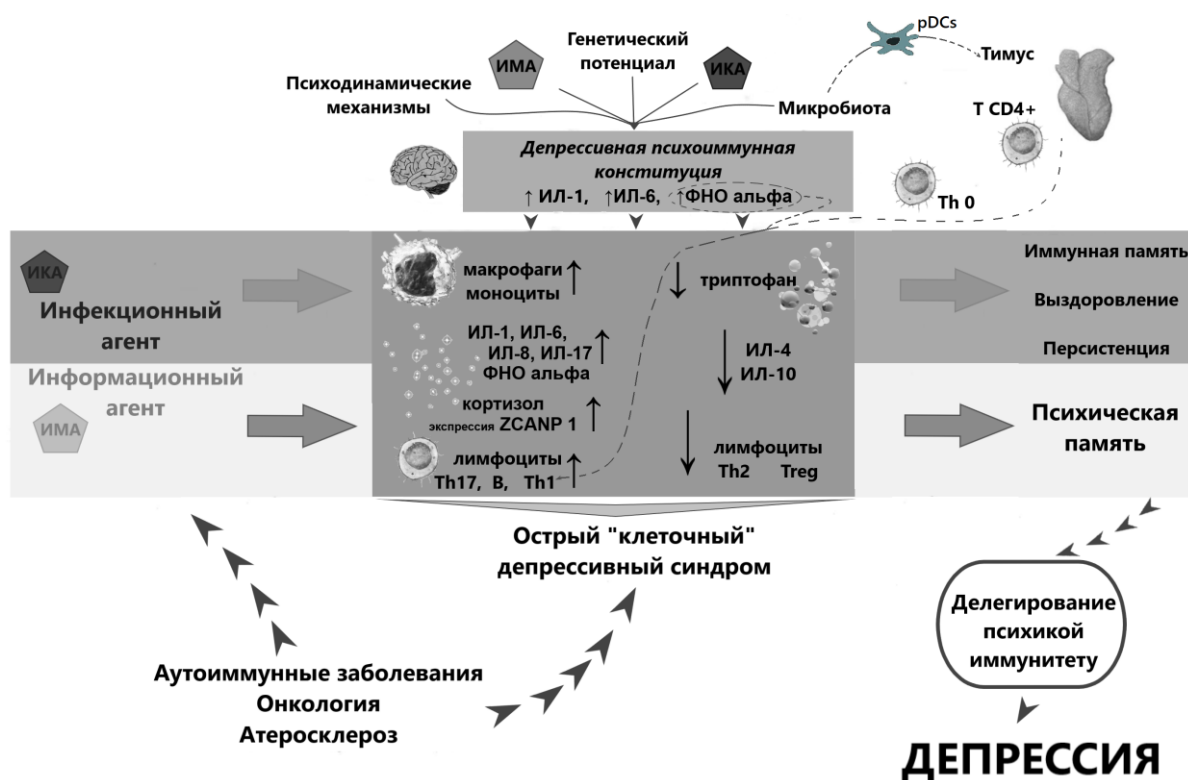 pDCs
Тимус
Генетический
потенциал
ИМА
ИКА
Психодинамические
механизмы
Микробиота
T CD4+
Депрессивная психоиммунная
конституция
↑ ИЛ-1, ↑ИЛ-6, ↑ФНО альфа
Th 0
ИКА
Инфекционный
агент
макрофаги
моноциты
триптофан
Иммунная память
Выздоровление
Персистенция
ИЛ-1, ИЛ-6,
ИЛ-8, ИЛ-17
ФНО альфа
ИЛ-4
ИЛ-10
Информационный
агент
ИМА
кортизол
экспрессия ZCANP 1
лимфоциты
Th17, B, Th1
лимфоциты
Th2 Treg
Психическая
память
Острый "клеточный"
депрессивный синдром
Делегирование
психикой
иммунитету
Аутоиммунные заболевания
Онкология
Атеросклероз
ДЕПРЕССИЯ